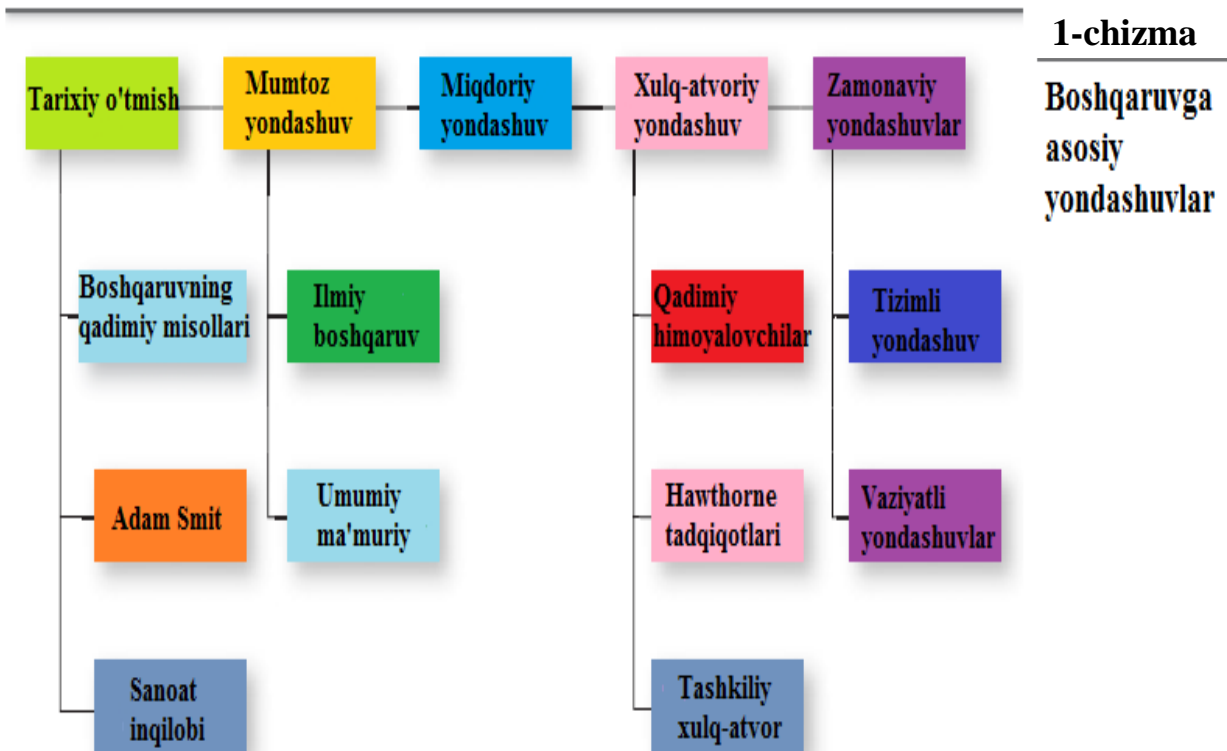 1-chizma
Boshqaruvga
asosiy
yondashuvlar
Tarixiy o'tmish
Mumtoz
yondashuv
Miqdoriy
yondashuv
Xulq-atvoriy
yondashuv
Zamonaviy
yondashuvlar
Boshqaruvning
qadimiy misollari
Ilmiy
boshqaruv
Qadimiy
himoyalovchilar
Tizimli
yondashuv
Adam Smit
Umumiy
ma'muriy
Hawthorne
tadqiqotlari
Vaziyatli
yondashuvlar
Sanoat
inqilobi
Tashkiliy
xulq-atvor